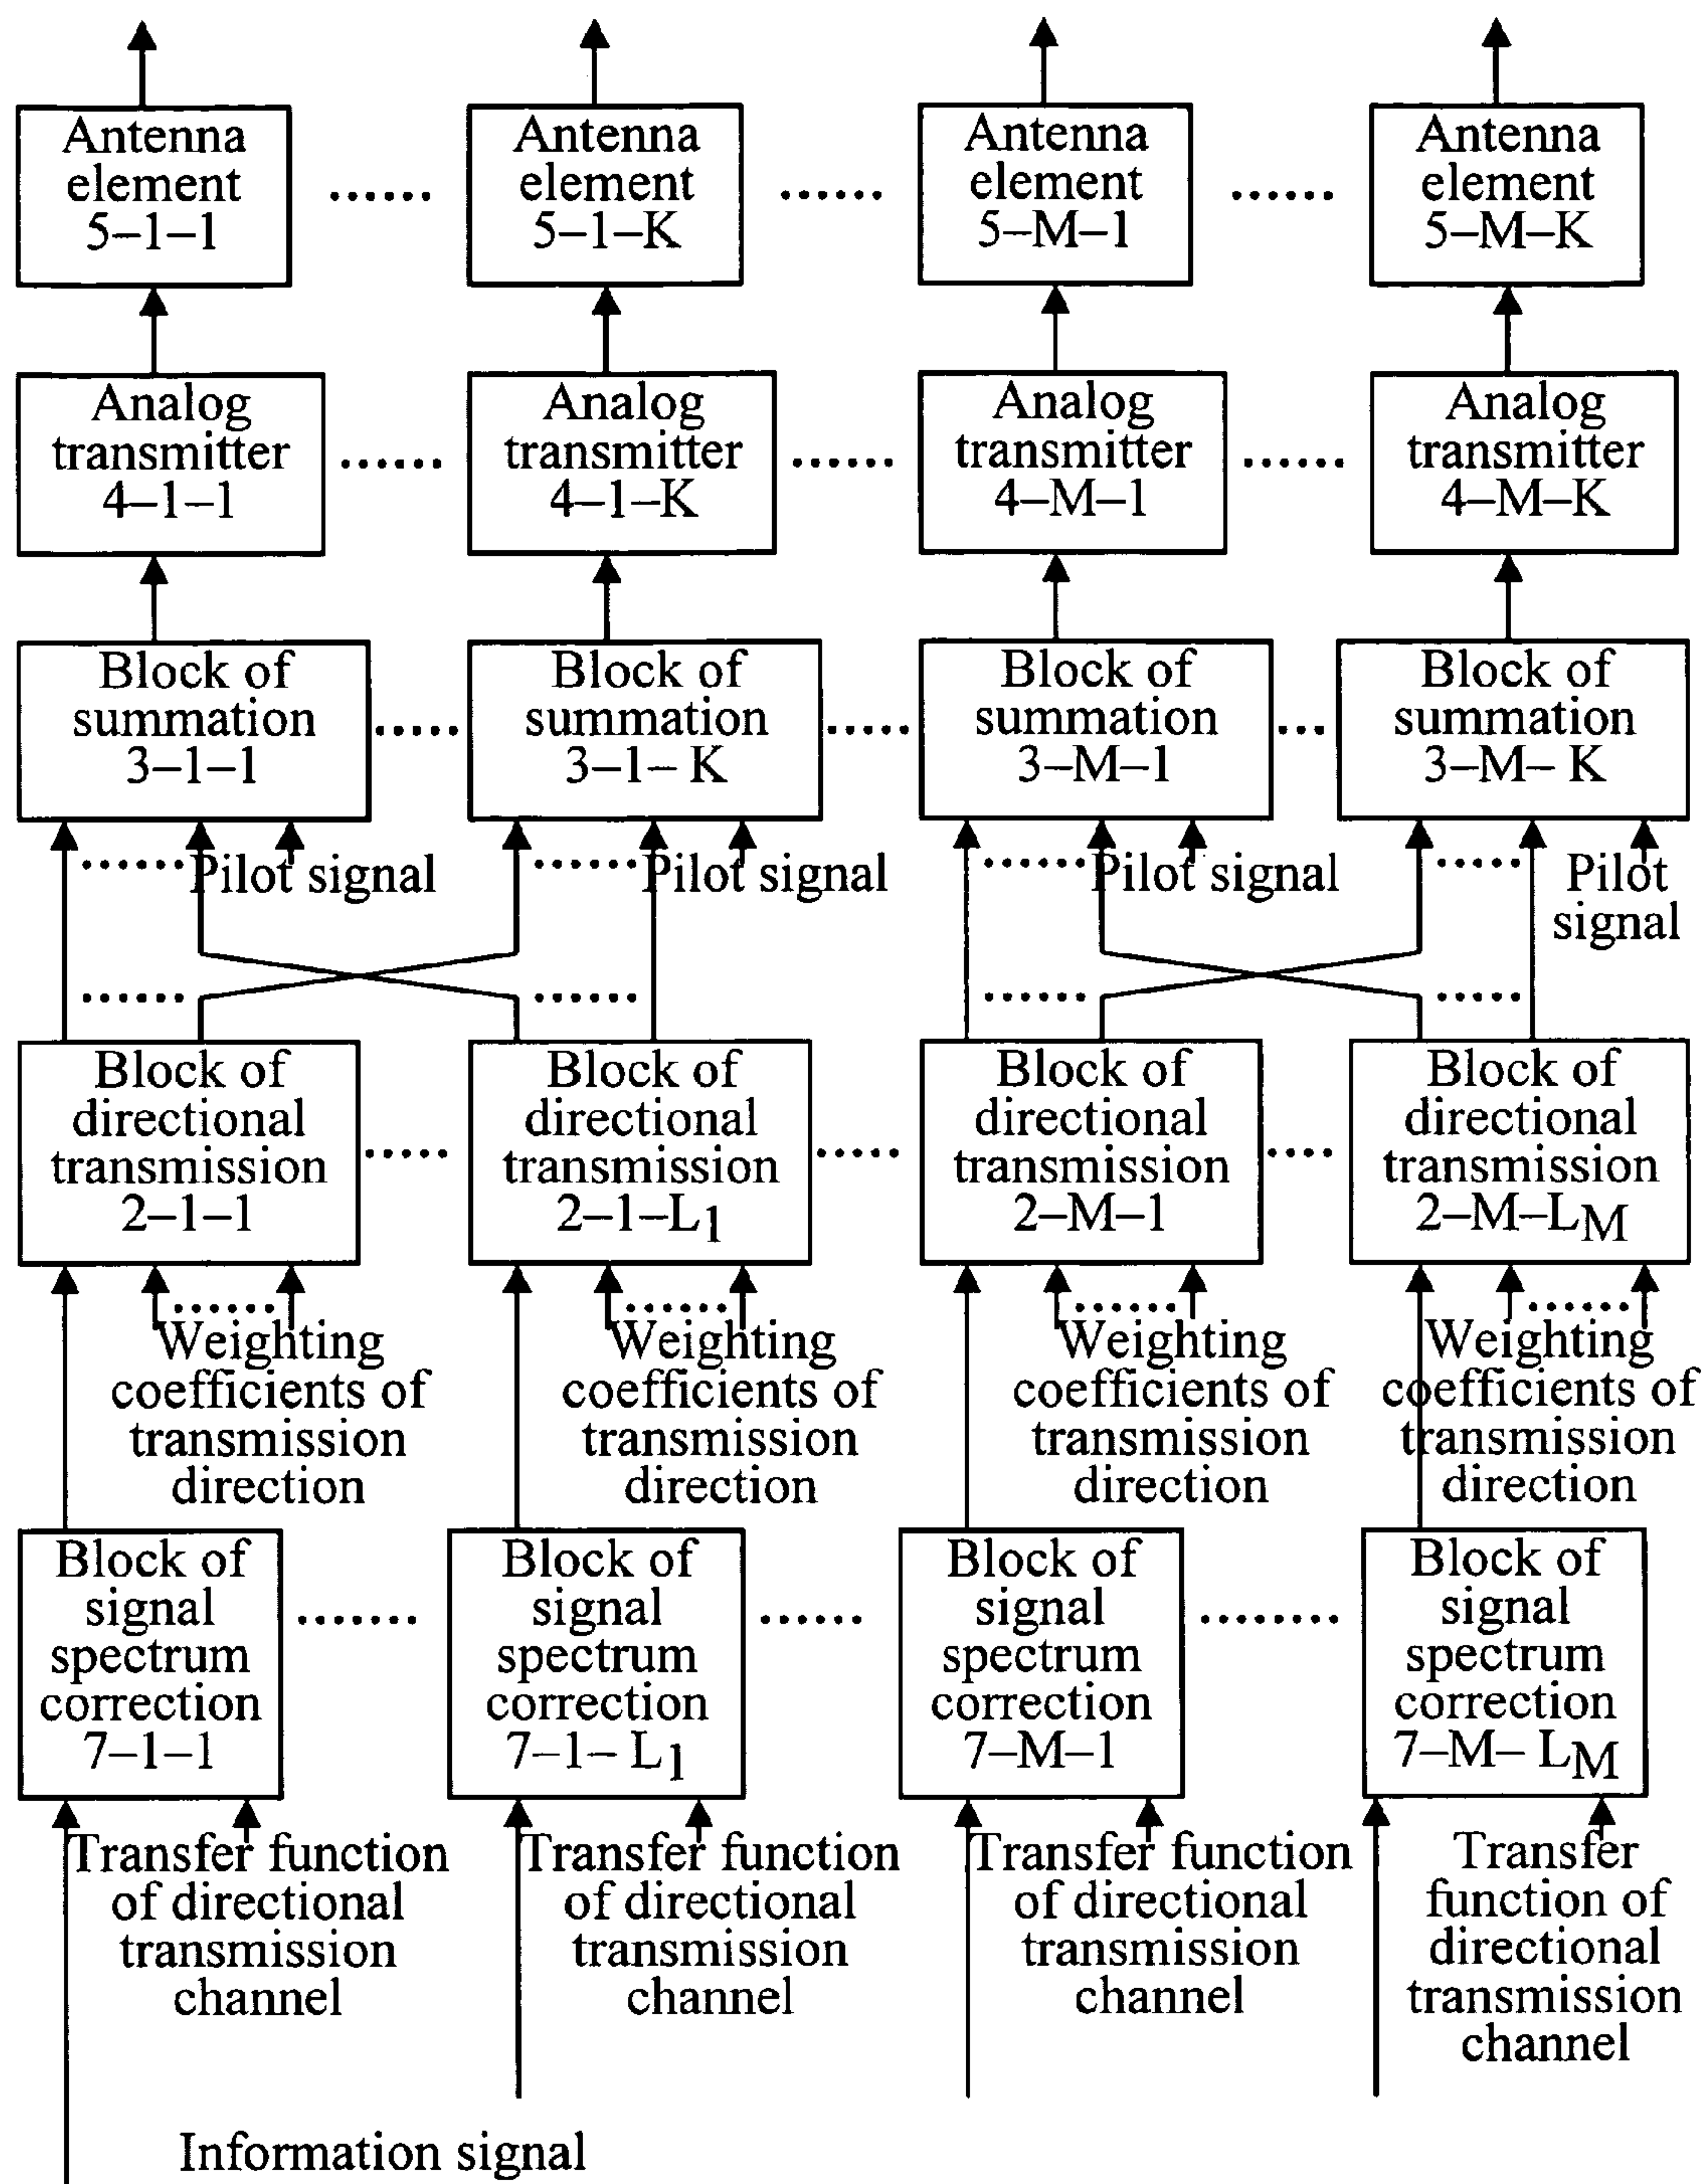 Antenna
element
5–1–1
Antenna
element
5–1–K
Antenna
element
5–M–1
Antenna
element
5–M–K
Analog
transmitter
4–1–1
Analog
transmitter
4–1–K
Analog
transmitter
4–M–1
Analog
transmitter
4–M–K
Block of
summation
3–1–1
Block of
summation
3–1– K
Block of
summation
3–M–1
Block of
summation
3–M– K
Pilot signal
Pilot signal
Pilot signal
Pilot
signal
Block of
directional
transmission
2–1–1
Block of
directional
transmission
2–1–L1
Block of
directional
transmission
2–M–1
Block of
directional
transmission
2–M–LM
Weighting
coefficients of
transmission
direction
Weighting
coefficients of
transmission
direction
Weighting
coefficients of
transmission
direction
Weighting
coefficients of
transmission
direction
Block of
signal
spectrum
correction
7–1–1
Block of
signal
spectrum
correction
7–1– L1
Block of
signal
spectrum
correction
7–M–1
Block of
signal
spectrum
correction
7–M– LM
Transfer function
of directional
transmission
channel
Transfer function
of directional
transmission
channel
Transfer function
of directional
transmission
channel
Transfer
function of
directional
transmission
channel
Information signal